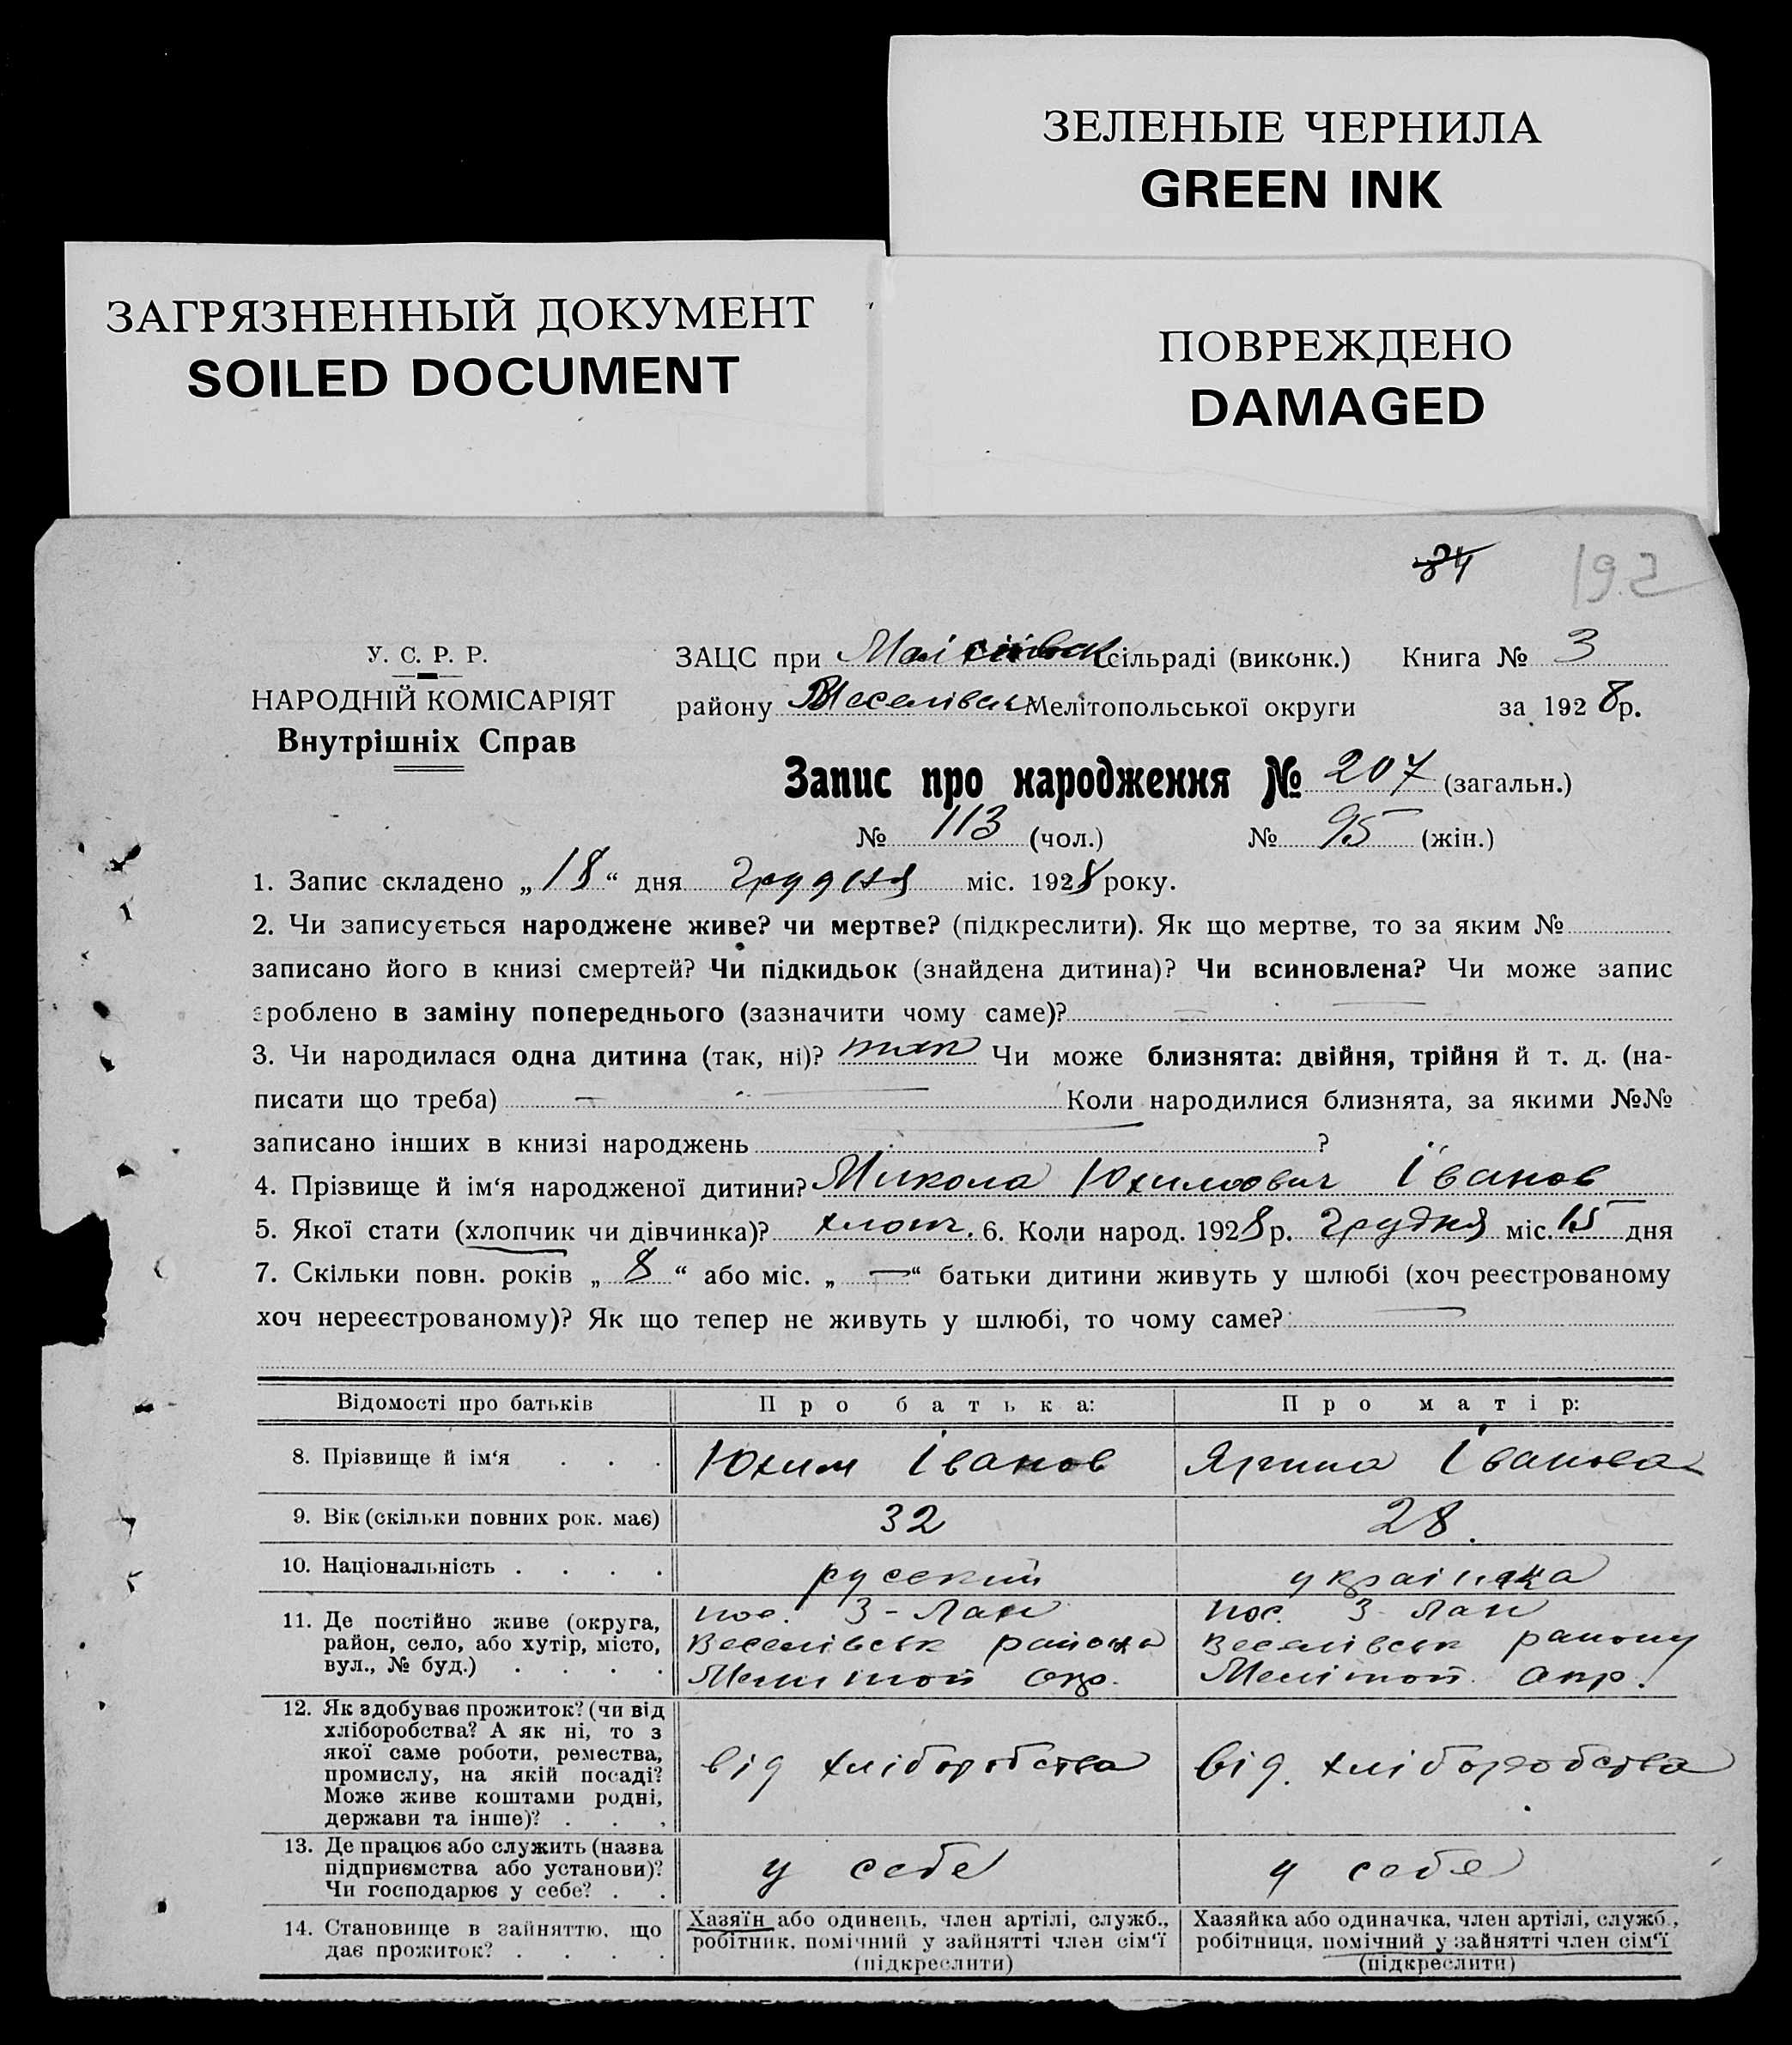 ЗЕЛЕНЫЕ ЧЕРНИЛА
GREEN INK
ЗАГРЯЗНЕННЫЙ ДОКУМЕНТ
SOILED DOCUMENT
ПОВРЕЖДЕНО
DAMAGED
84
192
У. С. Р. Р.
НАРОДНІЙ КОМІСАРІЯТ
Внутрішніх Справ
ЗАЦС при сільраді (виконк.) Книга № 3
району Веселівськ Мелітопольської округи за 1928 р.
Запис про народження № 207 (загальн.)
№ 113 (чол.) № 95 (жін.)
1. Запис складено „18“ дня грудня міс. 1928 року.
2. Чи записується народжене живе? чи мертве? (підкреслити). Як що мертве, то за яким №
записано його в книзі смертей? Чи підкидьок (знайдена дитина)? Чи всиновлена? Чи може запис
зроблено в заміну попереднього (зазначити чому саме)? —
3. Чи народилася одна дитина (так, ні)? так Чи може близнята: двійня, трійня й т. д. (на-
писати що треба) — Коли народилися близнята, за якими №№
записано інших в книзі народжень — ?
4. Прізвище й ім‘я народженої дитини? Микола Юхимович Іванов
5. Якої стати (хлопчик чи дівчинка)? хлопч. 6. Коли народ. 1928 р. грудня міс. 15 дня
7. Скільки повн. років „8“ або міс. „—“ батьки дитини живуть у шлюбі (хоч реєстрованому
хоч нереєстрованому)? Як що тепер не живуть у шлюбі, то чому саме? —
Відомості про батьків Про батька: Про матір:
8. Прізвище й ім‘я . . . Юхим Іванов Ярина Іванова
9. Вік (скільки повних рок. має) 32 28.
10. Національність . . . . русский українка
11. Де постійно живе (округа, район, село, або хутір, місто, вул., № буд.) . . . .
пос. 3-Лан
Веселівськ району
Мелитоп окр.
пос. 3 Лан
Веселівськ району
Мелітоп. окр.
12. Як здобуває прожиток? (чи від
хліборобства? А як ні, то з
якої саме роботи, ремества,
промислу, на якій посаді?
Може живе коштами родні,
держави та інше)? . . .
від хліборобства
від. хліборобства
13. Де працює або служить (назва
підприємства або установи)?
Чи господарює у себе? . .
у себе
у себе
14. Становище в зайняттю, що
дає прожиток? . . . .
Хазяїн або одинець, член артілі, служб.,
робітник, помічний у зайнятті член сім‘ї
(підкреслити)
Хазяйка або одиначка, член артілі, служб.,
робітниця, помічний у зайнятті член сім‘ї
(підкреслити)